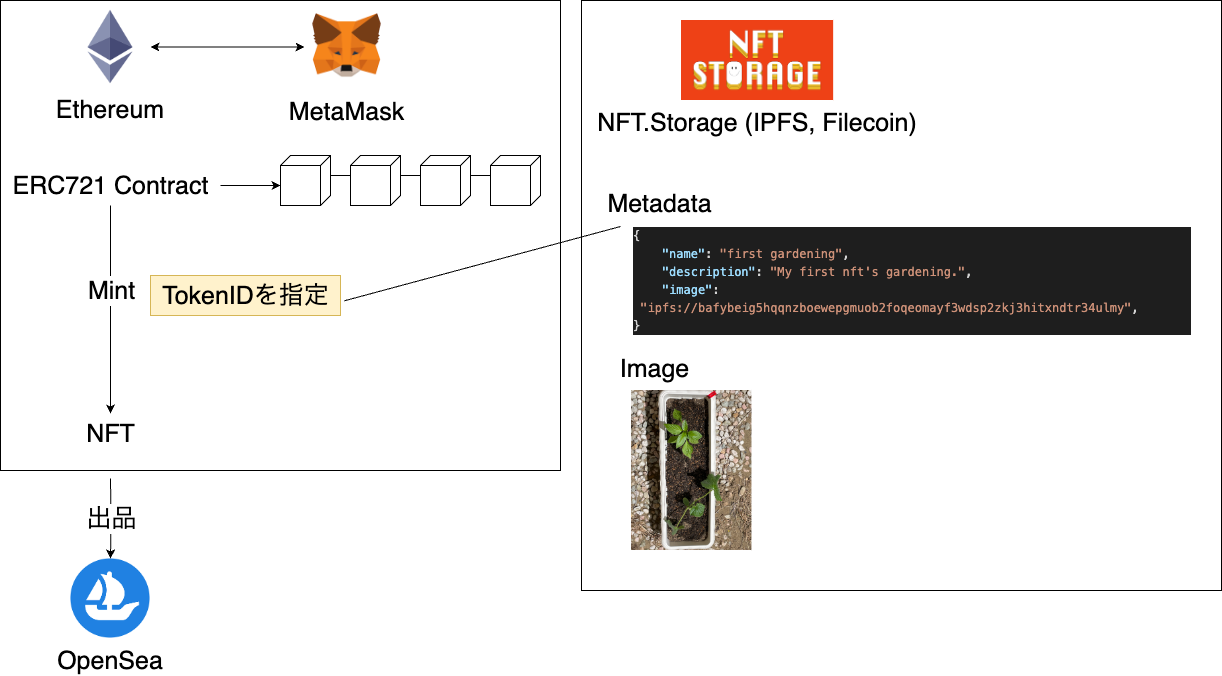 Ethereum
MetaMask
ERC721 Contract
Mint
TokenIDを指定
NFT
出品
OpenSea
NFT
STORAGE
NFT.Storage (IPFS, Filecoin)
Metadata
{
"name": "first gardening",
"description": "My first nft's gardening.",
"image":
"ipfs://bafybeig5hqqnzboewepgmuob2foqeomayf3wdsp2zkj3hitxndtr34ulmy",
}
Image